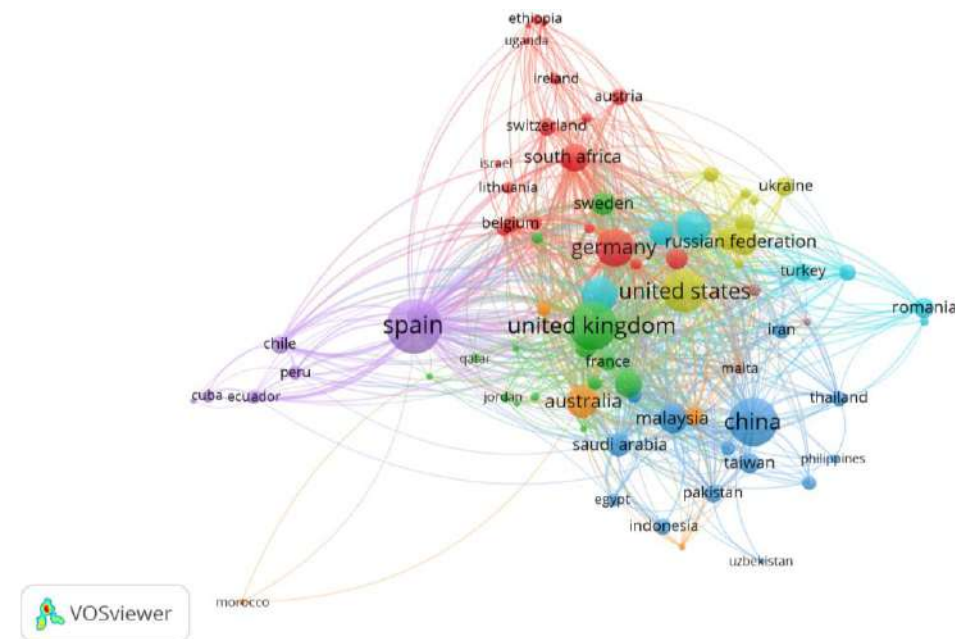 ethiopia
uganda
ireland
austria
switzerland
south africa
israel
lithuania
ukraine
sweden
belgium
germany
russian federation
turkey
united states
romania
spain
united kingdom
iran
chile
qatar
france
malta
peru
cuba
ecuador
jordan
australia
thailand
malaysia
china
saudi arabia
taiwan
philippines
egypt
pakistan
indonesia
uzbekistan
morocco
VOSviewer